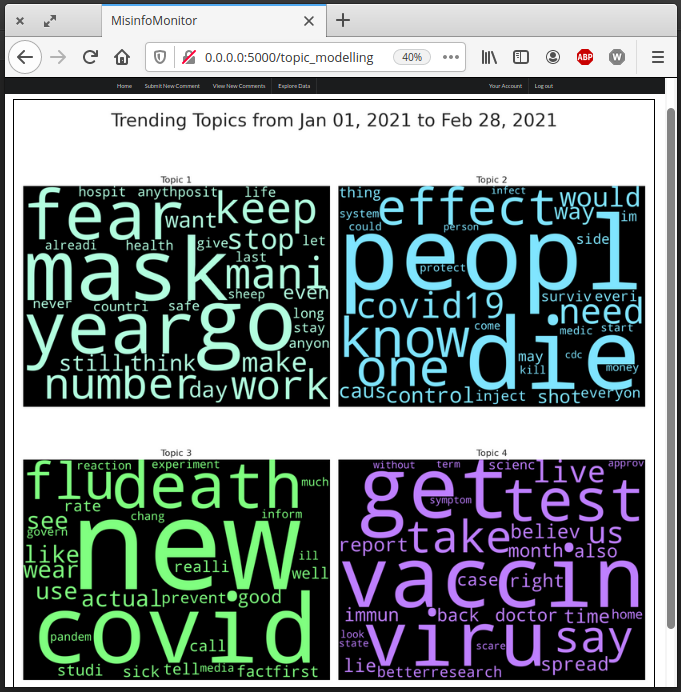 MisinfoMonitor
0.0.0.0:5000/topic_modelling
40%
ABP
W
Home Submit New Comment View New Comments Explore Data Your Account Log out
Trending Topics from Jan 01, 2021 to Feb 28, 2021
Topic 1
hospit anythposit life
fear want keep
alreadi health give stop let
mask last mani
sheep even
never countri safe long
year go stay
anyon
still think make
number day work
Topic 2
thing infect would
effect way im
system person
could side
peopl
protect
covid19 surviv everi
need
know come medic start
one die may cdc
kill money
caus control inject shot everyon
Topic 3
reaction experiment
flu death much
rate
see chang inform
govern new
like ill
wear realli well
use actual prevent good
covid
pandem call
studi sick tell media fact first
Topic 4
without term scienc approv
get live
symptom test
take believ us
report month also
vaccin
case right
immun back doctor time home
look viru say
state scare
lie better research spread